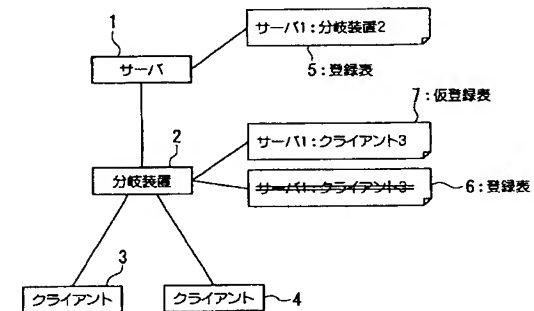 1
サーバ
サーバ1:分岐装置2
5:登録表
7:仮登録表
2
分岐装置
サーバ1:クライアント3
サーバ1:クライアント3
6:登録表
3
クライアント
クライアント
4